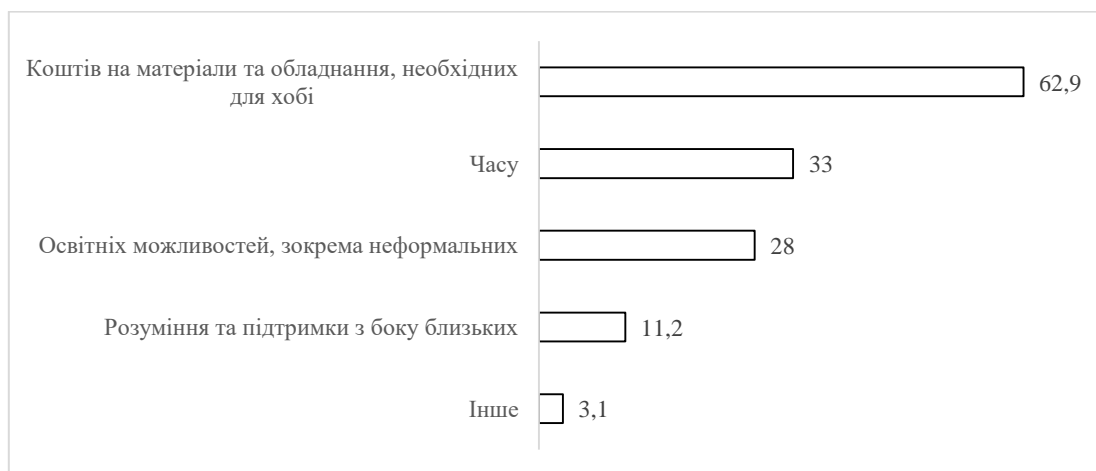 Коштів на матеріали та обладнання, необхідних
для хобі
62,9
Часу
33
Освітніх можливостей, зокрема неформальних
28
Розуміння та підтримки з боку близьких
11,2
Інше
3,1